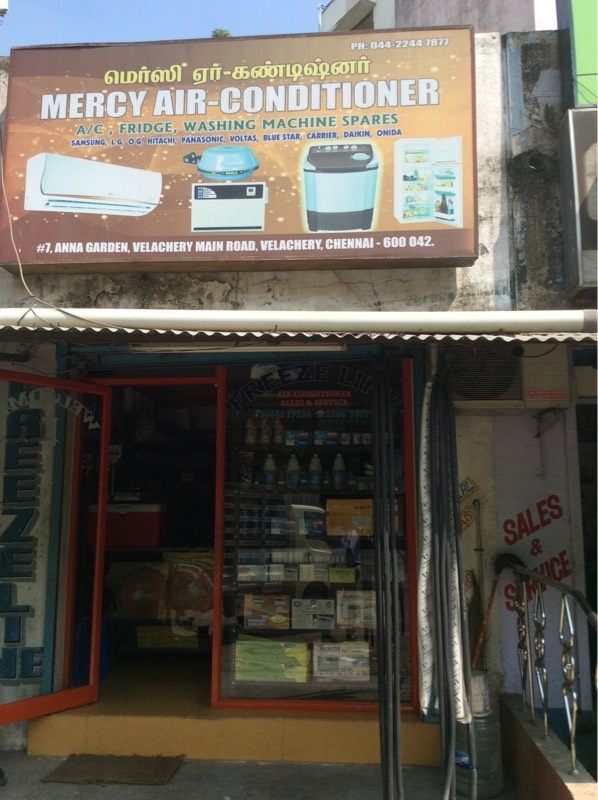 PH: 044-2244 7877
மெர்ஸி ஏர்-கண்டிஷ்னர்
MERCY AIR-CONDITIONER
A/C , FRIDGE, WASHING MACHINE SPARES
SAMSUNG, L G, O G, HITACHI, PANASONIC, VOLTAS, BLUE STAR, CARRIER, DAIKIN, ONIDA
#7, ANNA GARDEN, VELACHERY MAIN ROAD, VELACHERY, CHENNAI - 600 042.
FREEZE
AIR CONDITIONER
SALES & SERVICE
2244 7877
SALES
&
SERVICE